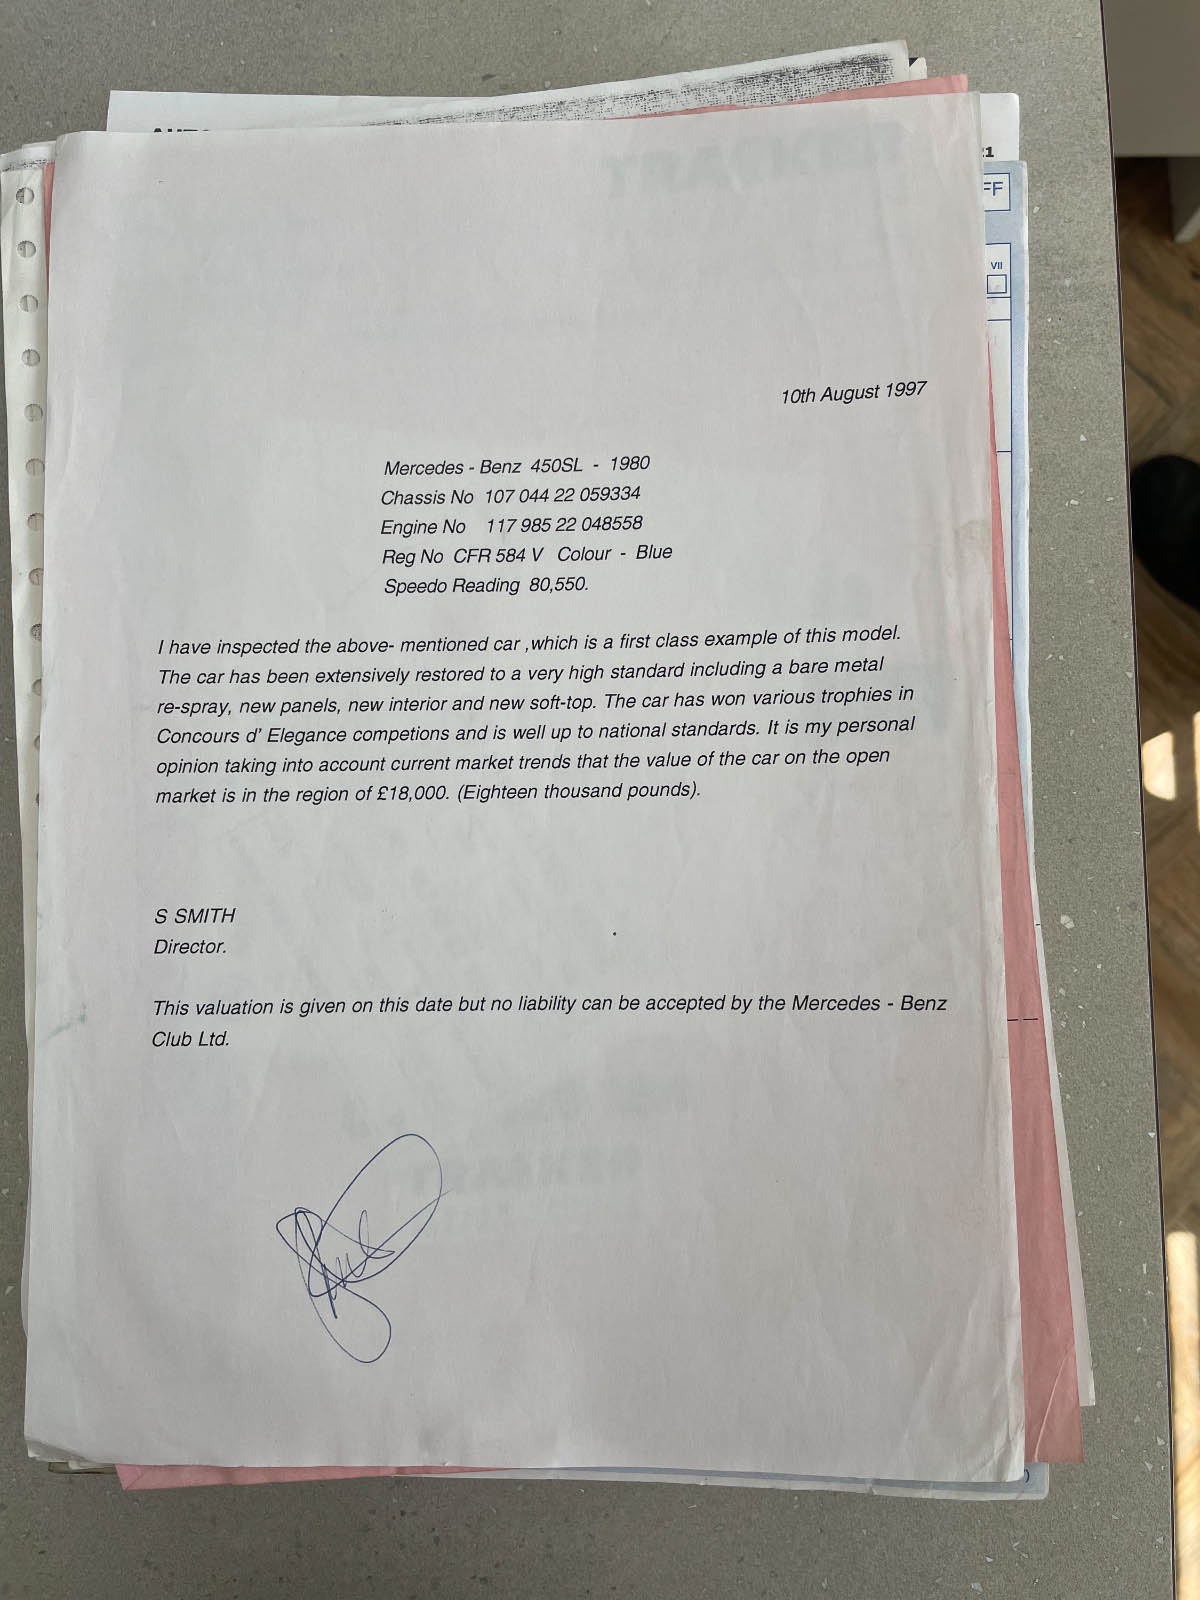 21
FF
VII
10th August 1997
Mercedes - Benz 450SL - 1980
Chassis No 107 044 22 059334
Engine No 117 985 22 048558
Reg No CFR 584 V Colour - Blue
Speedo Reading 80,550.
I have inspected the above- mentioned car ,which is a first class example of this model.
The car has been extensively restored to a very high standard including a bare metal
re-spray, new panels, new interior and new soft-top. The car has won various trophies in
Concours d' Elegance competions and is well up to national standards. It is my personal
opinion taking into account current market trends that the value of the car on the open
market is in the region of £18,000. (Eighteen thousand pounds).
S SMITH
Director.
This valuation is given on this date but no liability can be accepted by the Mercedes - Benz
Club Ltd.